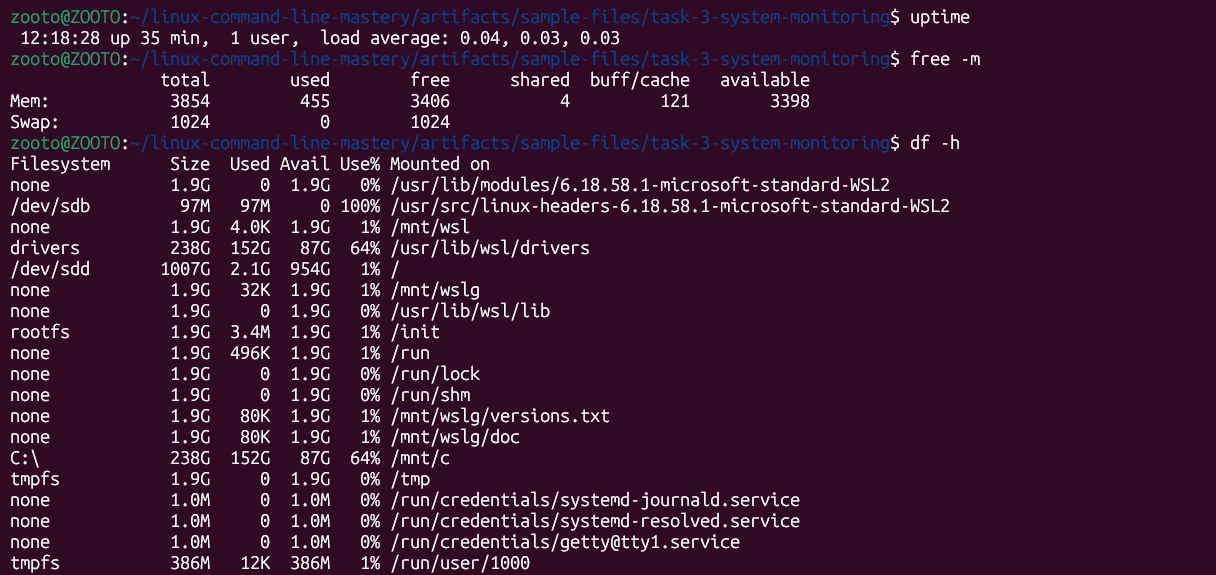 zooto@ZOOTO:~/linux-command-line-mastery/artifacts/sample-files/task-3-system-monitoring$ uptime
 12:18:28 up 35 min,  1 user,  load average: 0.04, 0.03, 0.03
zooto@ZOOTO:~/linux-command-line-mastery/artifacts/sample-files/task-3-system-monitoring$ free -m
               total        used        free      shared  buff/cache   available
Mem:            3854         455        3406           4         121        3398
Swap:           1024           0        1024
zooto@ZOOTO:~/linux-command-line-mastery/artifacts/sample-files/task-3-system-monitoring$ df -h
Filesystem      Size  Used Avail Use% Mounted on
none            1.9G     0  1.9G   0% /usr/lib/modules/6.18.58.1-microsoft-standard-WSL2
/dev/sdb         97M   97M     0 100% /usr/src/linux-headers-6.18.58.1-microsoft-standard-WSL2
none            1.9G  4.0K  1.9G   1% /mnt/wsl
drivers         238G  152G   87G  64% /usr/lib/wsl/drivers
/dev/sdd       1007G  2.1G  954G   1% /
none            1.9G   32K  1.9G   1% /mnt/wslg
none            1.9G     0  1.9G   0% /usr/lib/wsl/lib
rootfs          1.9G  3.4M  1.9G   1% /init
none            1.9G  496K  1.9G   1% /run
none            1.9G     0  1.9G   0% /run/lock
none            1.9G     0  1.9G   0% /run/shm
none            1.9G   80K  1.9G   1% /mnt/wslg/versions.txt
none            1.9G   80K  1.9G   1% /mnt/wslg/doc
C:\             238G  152G   87G  64% /mnt/c
tmpfs           1.9G     0  1.9G   0% /tmp
none            1.0M     0  1.0M   0% /run/credentials/systemd-journald.service
none            1.0M     0  1.0M   0% /run/credentials/systemd-resolved.service
none            1.0M     0  1.0M   0% /run/credentials/getty@tty1.service
tmpfs           386M   12K  386M   1% /run/user/1000